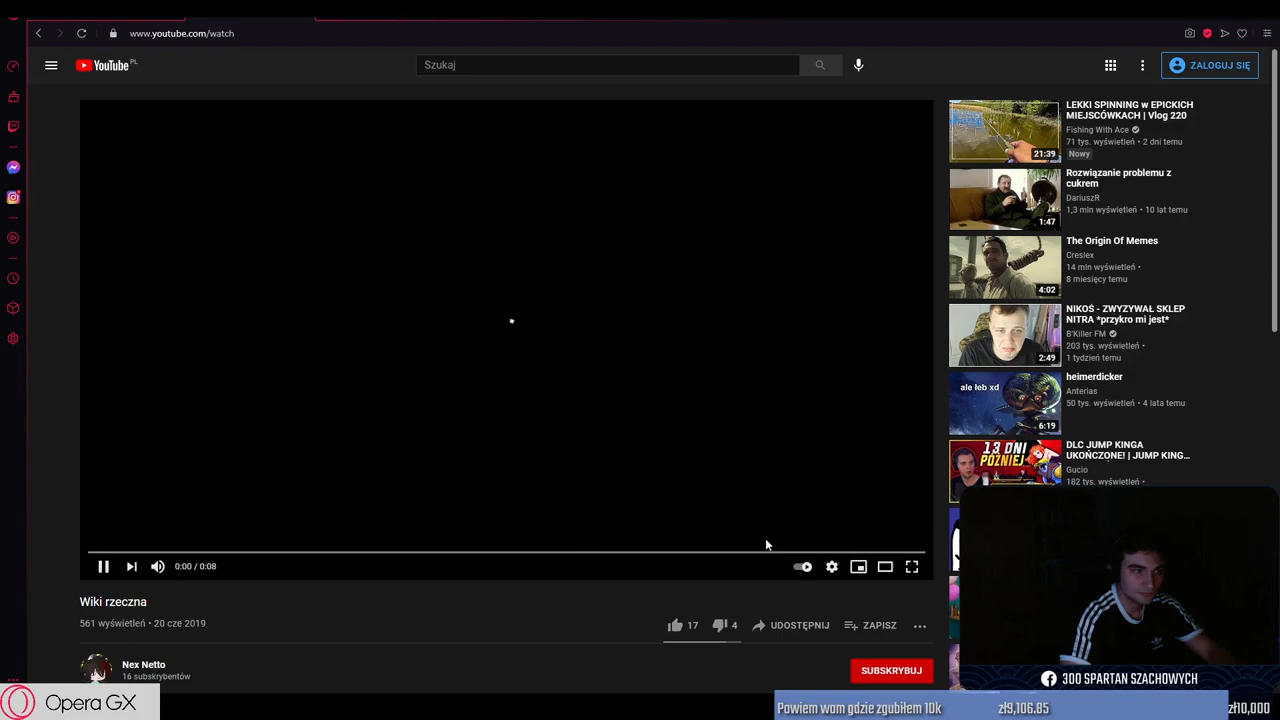 www.youtube.com/watch
YouTube PL
Szukaj
ZALOGUJ SIĘ
0:00 / 0:08
Wiki rzeczna
561 wyświetleń • 20 cze 2019
17
4
UDOSTĘPNIJ
ZAPISZ
Nex Netto
16 subskrybentów
SUBSKRYBUJ
21:39
LEKKI SPINNING w EPICKICH
MIEJSCÓWKACH | Vlog 220
Fishing With Ace
71 tys. wyświetleń • 2 dni temu
Nowy
1:47
Rozwiązanie problemu z
cukrem
DariuszR
1,3 mln wyświetleń • 10 lat temu
4:02
The Origin Of Memes
Creslex
14 mln wyświetleń •
8 miesięcy temu
2:49
NIKOŚ - ZWYZYWAŁ SKLEP
NITRA *przykro mi jest*
B'Killer FM
203 tys. wyświetleń •
1 tydzień temu
ale łeb xd
6:19
heimerdicker
Anterias
50 tys. wyświetleń • 4 lata temu
13 DNI
PÓŹNIEJ
DLC JUMP KINGA
UKOŃCZONE! | JUMP KING...
Gucio
182 tys. wyświetleń •
300 SPARTAN SZACHOWYCH
Opera GX
Powiem wam gdzie zgubiłem 10k
zł9,106.85
zł10,000